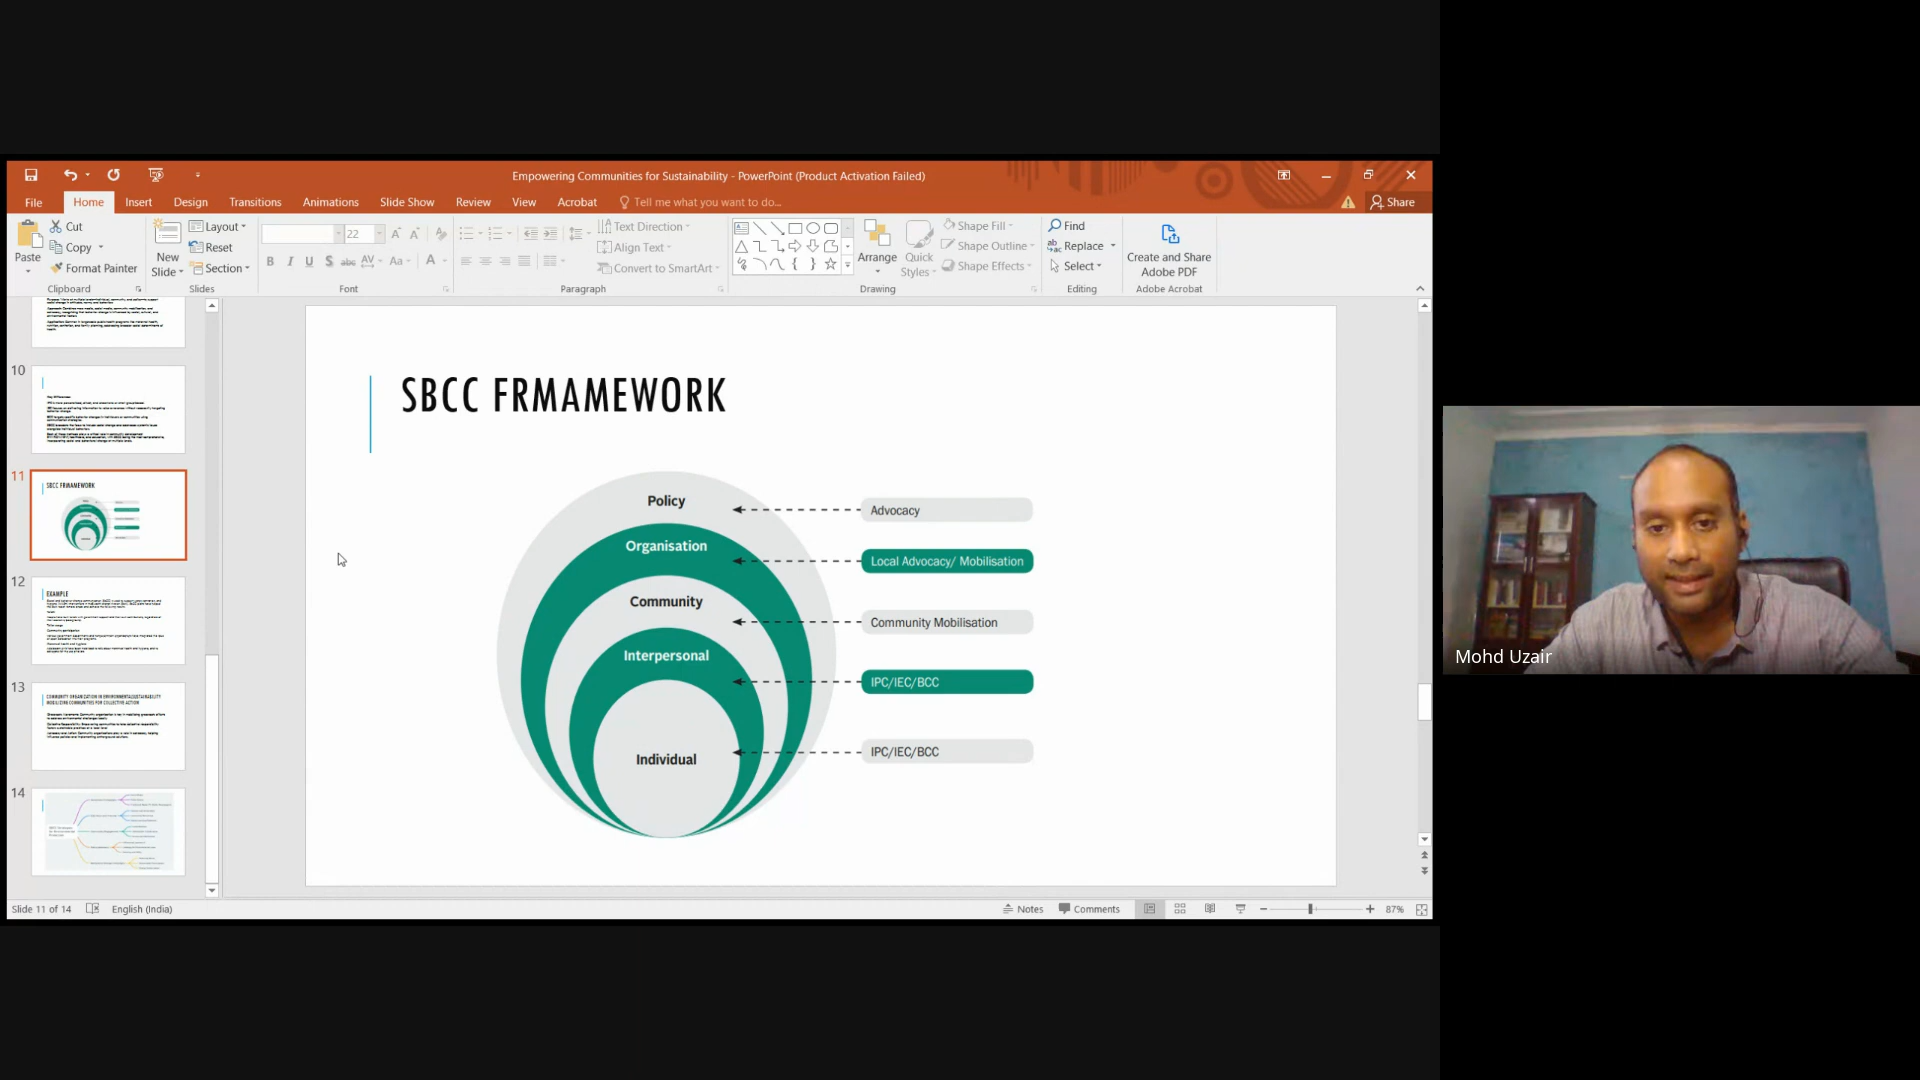 Empowering Communities for Sustainability - PowerPoint (Product Activation Failed)
File Home Insert Design Transitions Animations Slide Show Review View Acrobat Tell me what you want to do... Share
Paste
Cut
Copy
Format Painter
Clipboard
New Slide
Layout
Reset
Section
Slides
22
Font
Text Direction
Align Text
Convert to SmartArt
Paragraph
Arrange
Quick Styles
Shape Fill
Shape Outline
Shape Effects
Drawing
Find
Replace
Select
Editing
Create and Share
Adobe PDF
Adobe Acrobat
10
11
SBCC FRMAMEWORK
12
EXAMPLE
13
COMMUNITY ORGANIZATION IN ENVIRONMENTAL SUSTAINABILITY
MOBILIZING COMMUNITIES FOR COLLECTIVE ACTION
14
SBCC FRMAMEWORK
Policy
Advocacy
Organisation
Local Advocacy/ Mobilisation
Community
Community Mobilisation
Interpersonal
IPC/IEC/BCC
Individual
IPC/IEC/BCC
Mohd Uzair
Slide 11 of 14 English (India) Notes Comments 87%